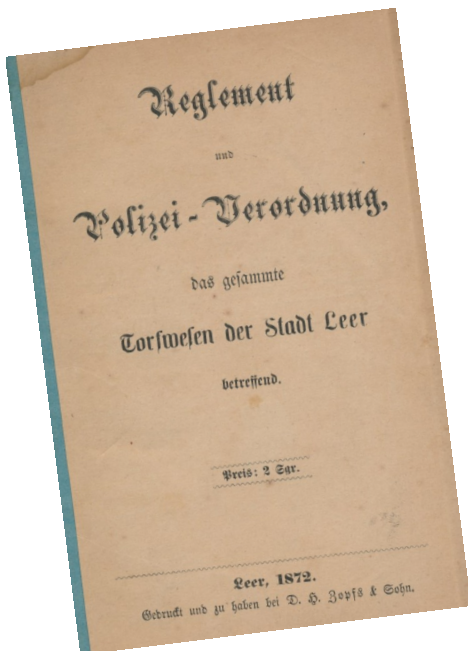 Reglement
und
Polizei-Verordnung,
das gesammte
Torfwesen der Stadt Leer
betreffend.
Preis: 2 Sgr.
Leer, 1872.
Gedruckt und zu haben bei D. H. Zopfs & Sohn.